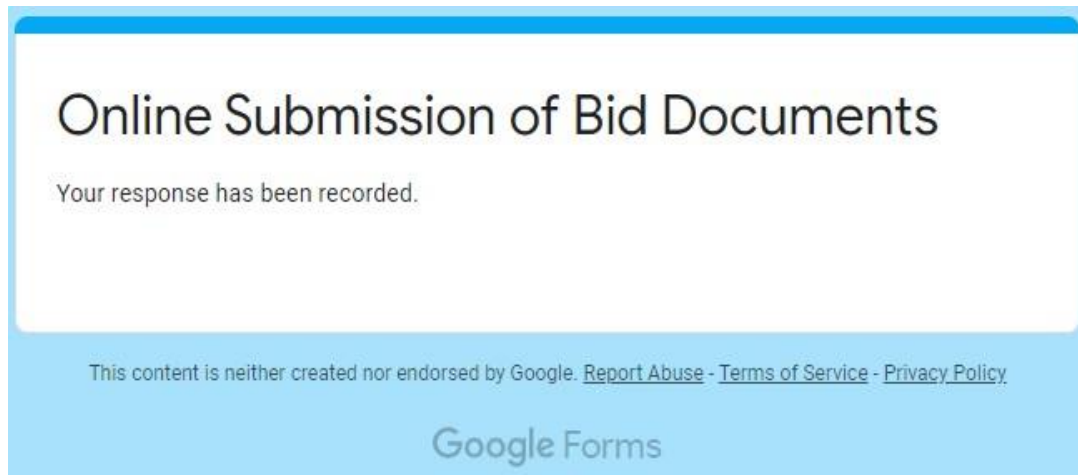 Online Submission of Bid Documents
Your response has been recorded.
This content is neither created nor endorsed by Google. Report Abuse - Terms of Service - Privacy Policy
Google Forms